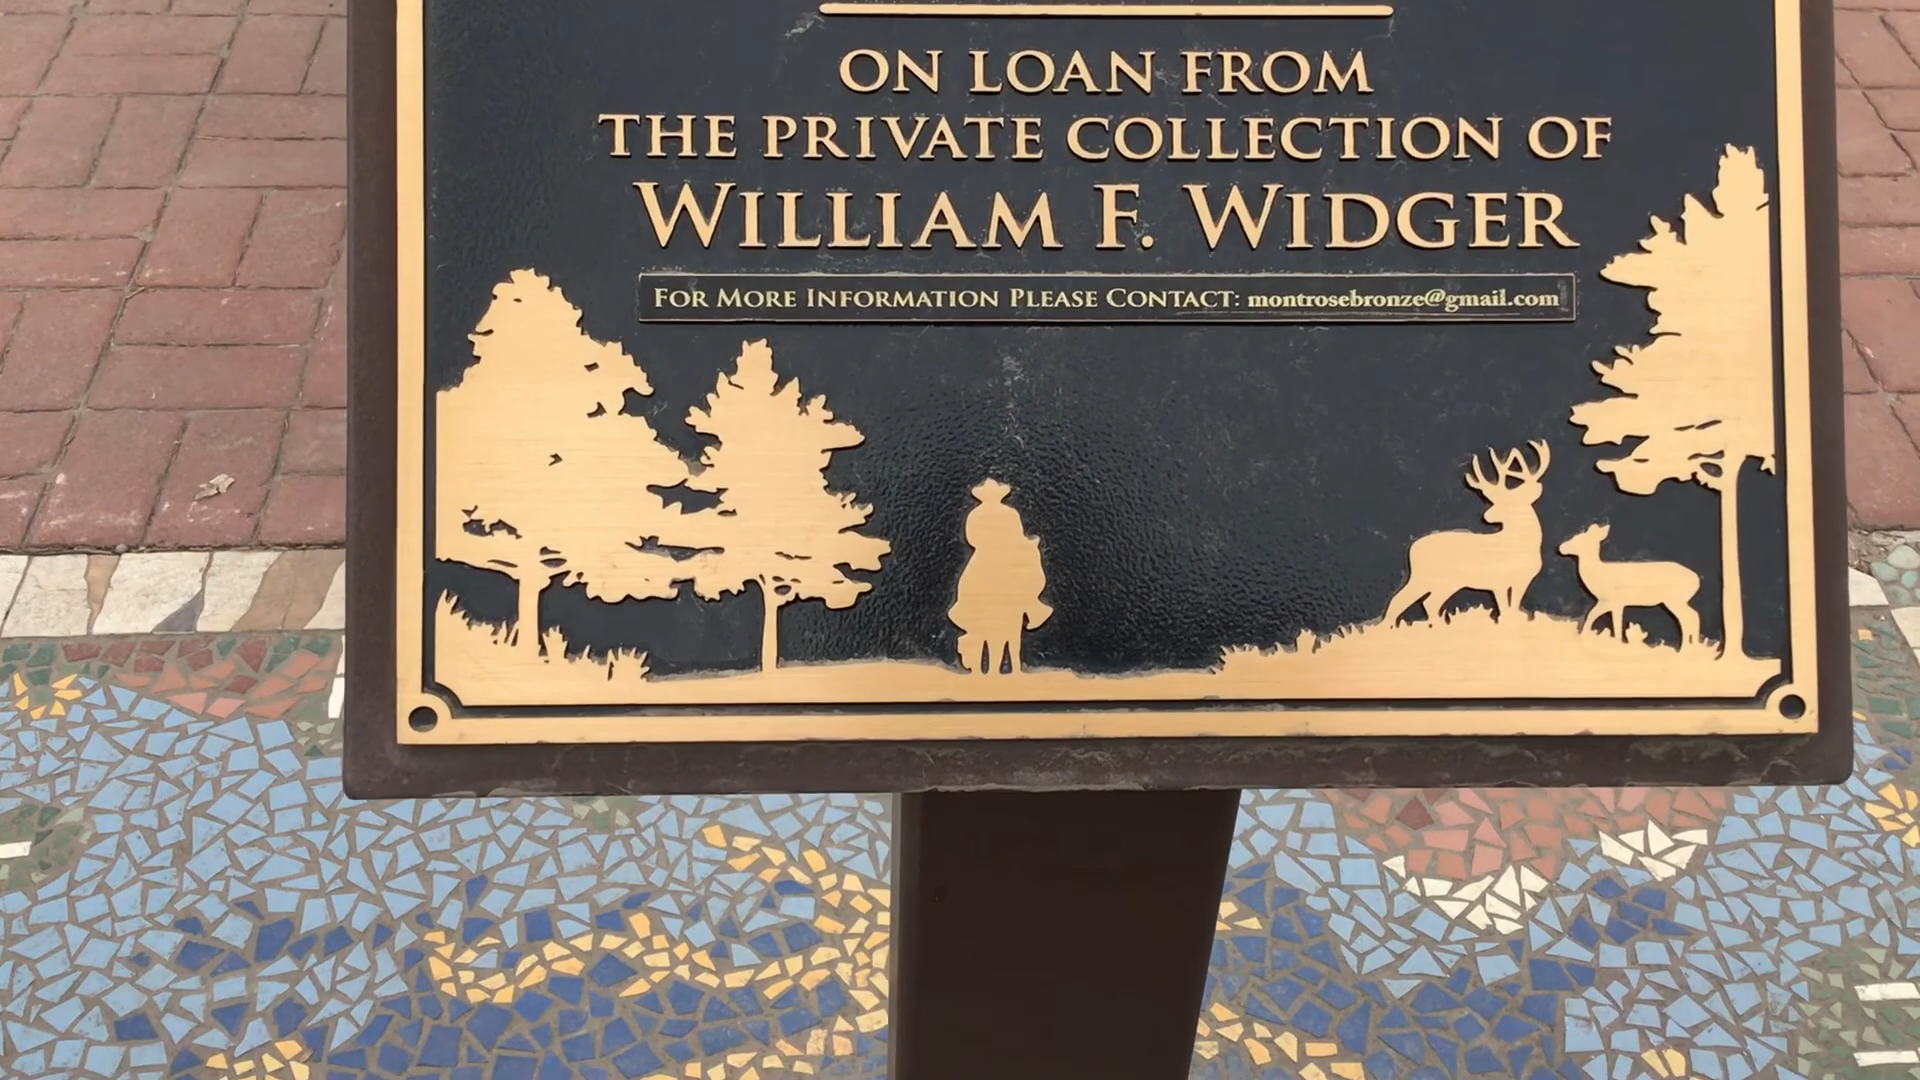 ON LOAN FROM
THE PRIVATE COLLECTION OF
WILLIAM F. WIDGER
FOR MORE INFORMATION PLEASE CONTACT: montrosebronze@gmail.com